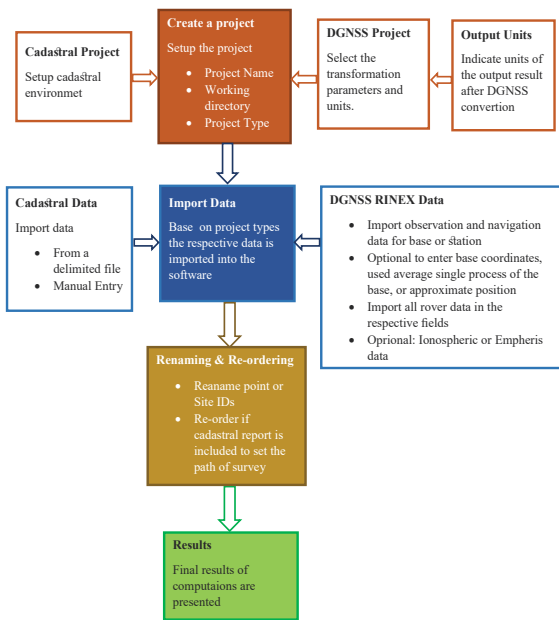 Create a project
Setup the project
• Project Name
• Working
directory
• Project Type
Cadastral Project
Setup cadastral
environmet
DGNSS Project
Select the
transformation
parameters and
units.
Output Units
Indicate units of
the output result
after DGNSS
convertion
Import Data
Base on project types
the respective data is
imported into the
software
Cadastral Data
Import data
• From a
delimited file
• Manual Entry
DGNSS RINEX Data
• Import observation and navigation
data for base or station
• Optional to enter base coordinates,
used average single process of the
base, or approximate position
• Import all rover data in the
respective fields
• Oprional: Ionospheric or Empheris
data
Renaming & Re-ordering
• Reaname point or
Site IDs
• Re-order if
cadastral report is
included to set the
path of survey
Results
Final results of
computaions are
presented